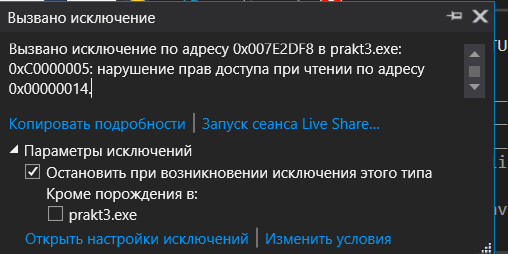 Вызвано исключение
Вызвано исключение по адресу 0x007E2DF8 в prakt3.exe:
0xC0000005: нарушение прав доступа при чтении по адресу
0x00000014.
Копировать подробности | Запуск сеанса Live Share...
Параметры исключений
Остановить при возникновении исключения этого типа
Кроме порождения в:
prakt3.exe
Открыть настройки исключений | Изменить условия